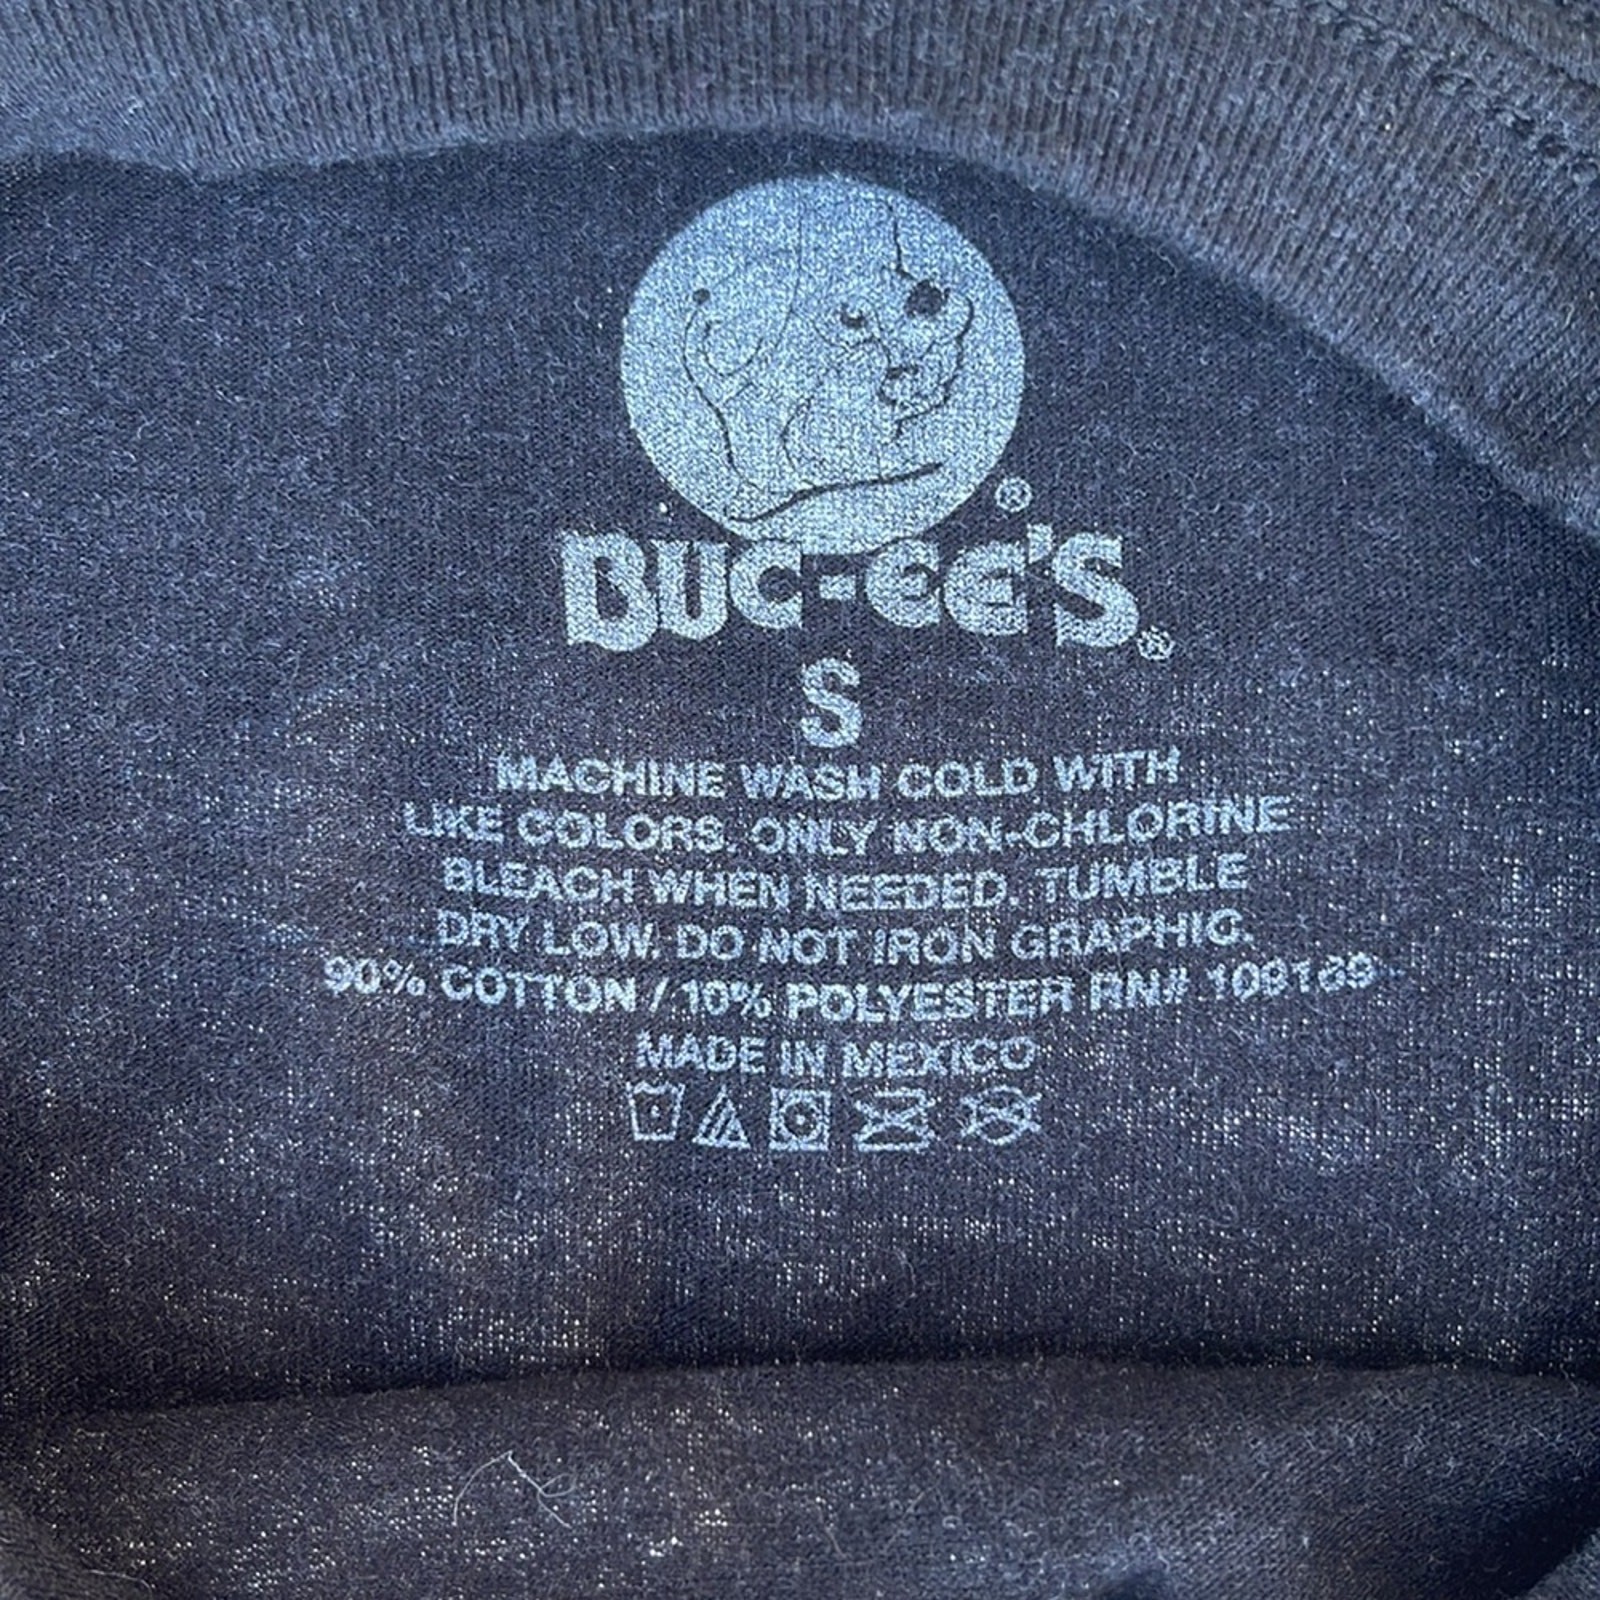 ®
BUC-EE'S®
S
MACHINE WASH COLD WITH
LIKE COLORS. ONLY NON-CHLORINE
BLEACH WHEN NEEDED. TUMBLE
DRY LOW. DO NOT IRON GRAPHIC.
90% COTTON / 10% POLYESTER RN# 109169
MADE IN MEXICO